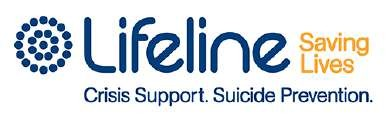 Lifeline Saving
Lives
Crisis Support. Suicide Prevention.